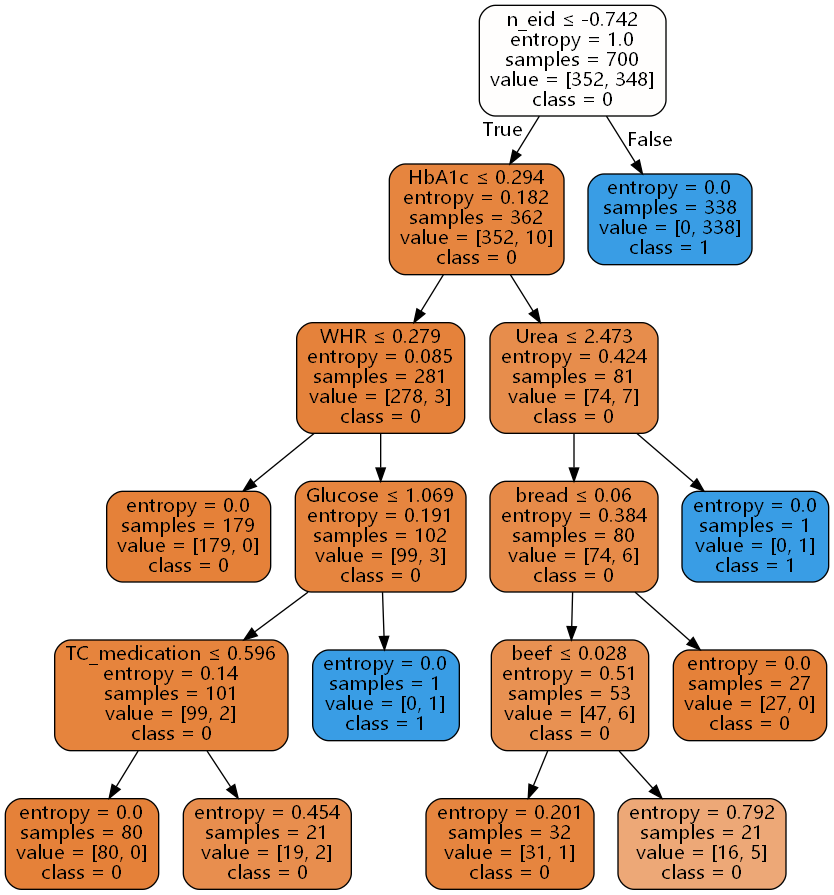 n_eid ≤ -0.742
entropy = 1.0
samples = 700
value = [352, 348]
class = 0
True
False
HbA1c ≤ 0.294
entropy = 0.182
samples = 362
value = [352, 10]
class = 0
entropy = 0.0
samples = 338
value = [0, 338]
class = 1
WHR ≤ 0.279
entropy = 0.085
samples = 281
value = [278, 3]
class = 0
Urea ≤ 2.473
entropy = 0.424
samples = 81
value = [74, 7]
class = 0
entropy = 0.0
samples = 179
value = [179, 0]
class = 0
Glucose ≤ 1.069
entropy = 0.191
samples = 102
value = [99, 3]
class = 0
bread ≤ 0.06
entropy = 0.384
samples = 80
value = [74, 6]
class = 0
entropy = 0.0
samples = 1
value = [0, 1]
class = 1
TC_medication ≤ 0.596
entropy = 0.14
samples = 101
value = [99, 2]
class = 0
entropy = 0.0
samples = 1
value = [0, 1]
class = 1
beef ≤ 0.028
entropy = 0.51
samples = 53
value = [47, 6]
class = 0
entropy = 0.0
samples = 27
value = [27, 0]
class = 0
entropy = 0.0
samples = 80
value = [80, 0]
class = 0
entropy = 0.454
samples = 21
value = [19, 2]
class = 0
entropy = 0.201
samples = 32
value = [31, 1]
class = 0
entropy = 0.792
samples = 21
value = [16, 5]
class = 0